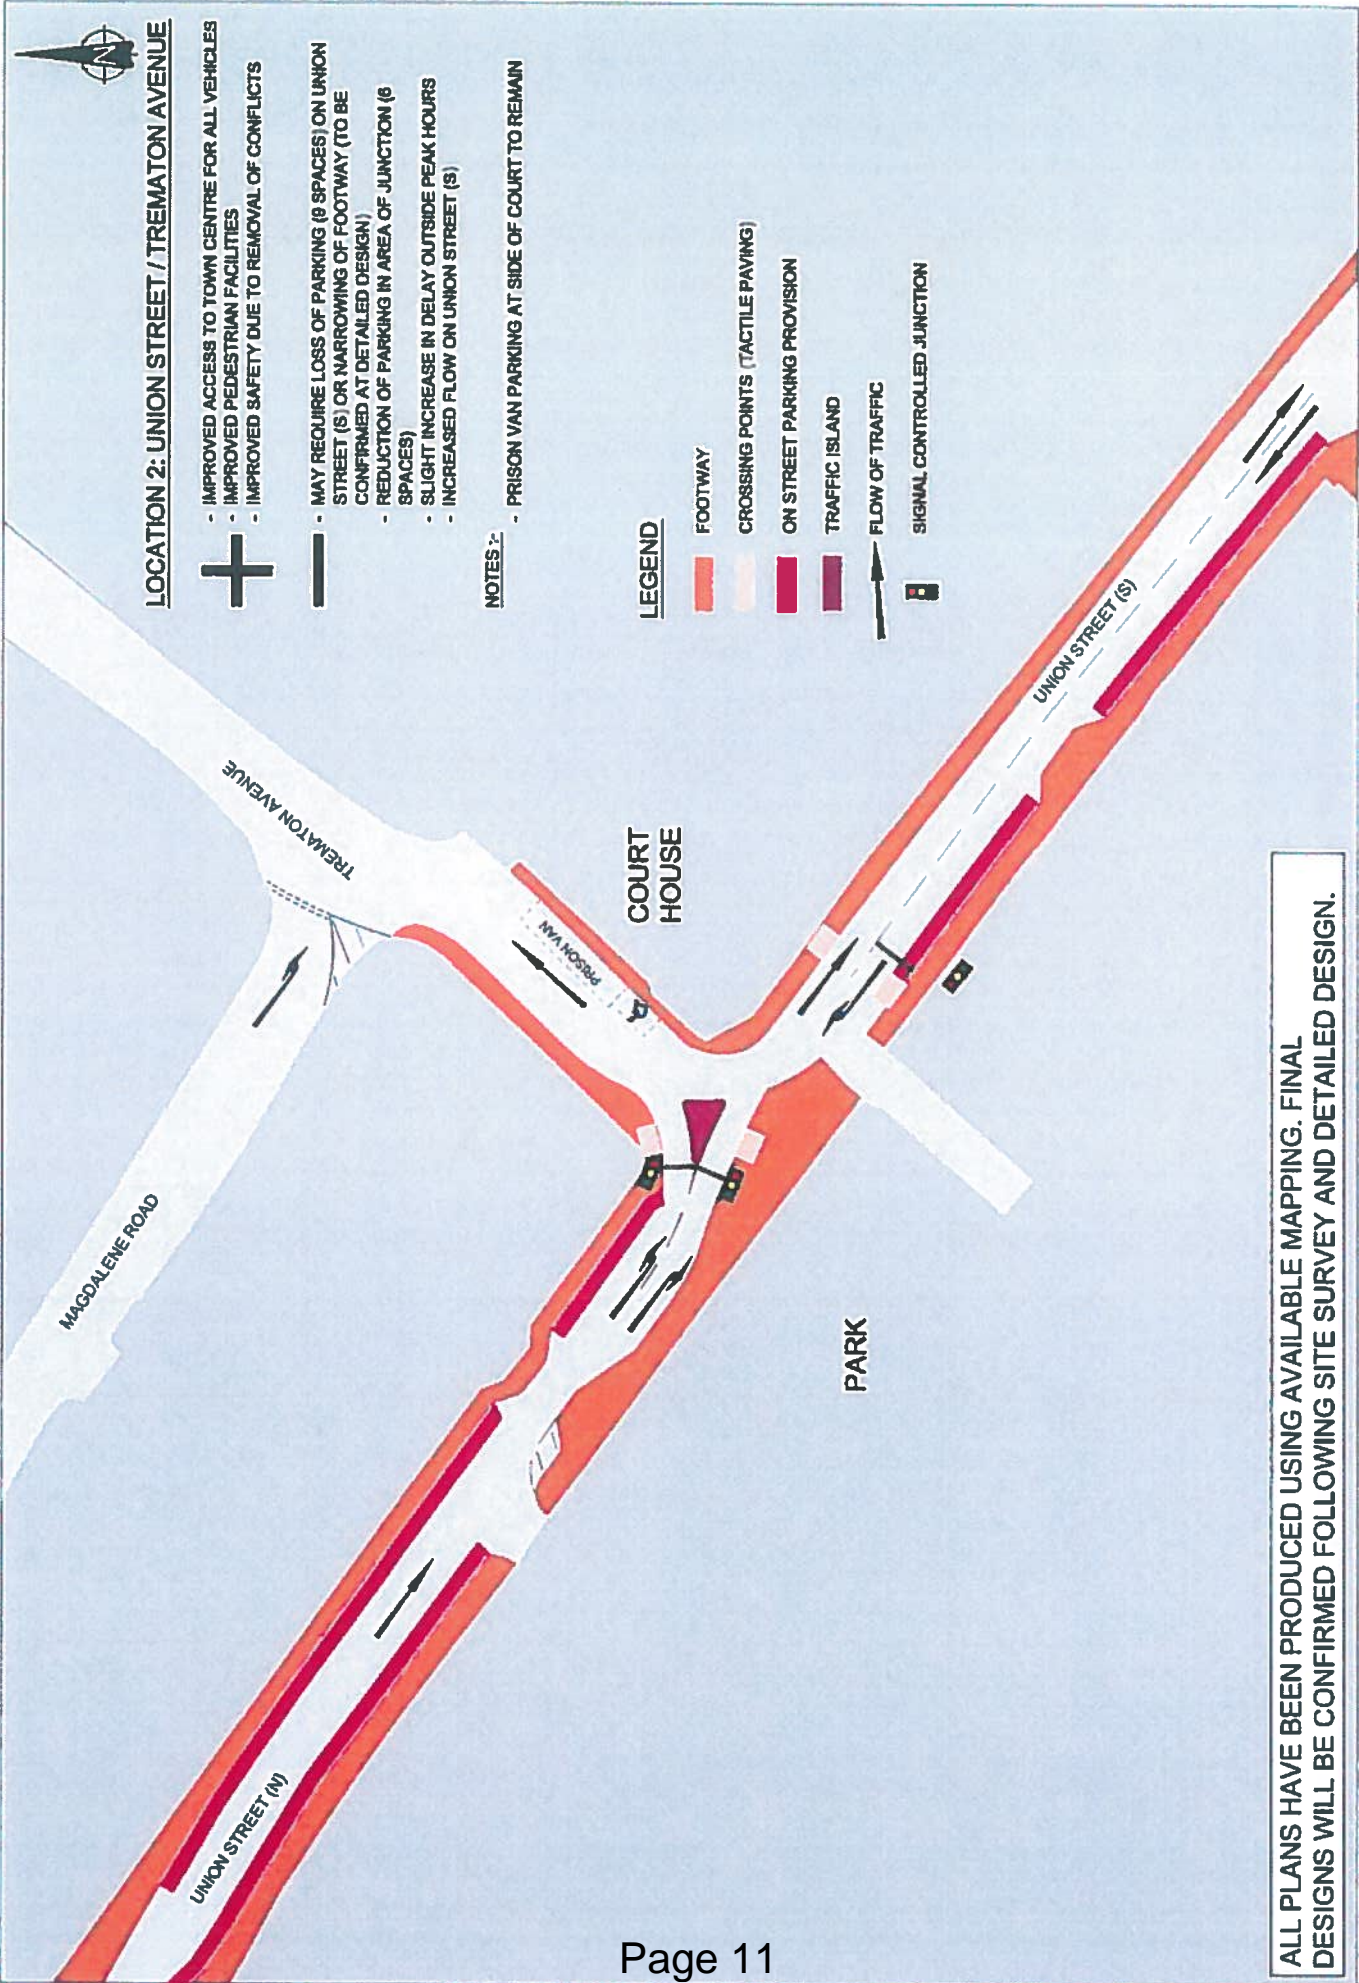 N
LOCATION 2: UNION STREET / TREMATON AVENUE
- IMPROVED ACCESS TO TOWN CENTRE FOR ALL VEHICLES
- IMPROVED PEDESTRIAN FACILITIES
- IMPROVED SAFETY DUE TO REMOVAL OF CONFLICTS
- MAY REQUIRE LOSS OF PARKING (9 SPACES) ON UNION
STREET (S) OR NARROWING OF FOOTWAY (TO BE
CONFIRMED AT DETAILED DESIGN)
- REDUCTION OF PARKING IN AREA OF JUNCTION (6
SPACES)
- SLIGHT INCREASE IN DELAY OUTSIDE PEAK HOURS
- INCREASED FLOW ON UNION STREET (S)
NOTES :-
- PRISON VAN PARKING AT SIDE OF COURT TO REMAIN
LEGEND
FOOTWAY
CROSSING POINTS (TACTILE PAVING)
ON STREET PARKING PROVISION
TRAFFIC ISLAND
FLOW OF TRAFFIC
SIGNAL CONTROLLED JUNCTION
MAGDALENE ROAD
TREMATON AVENUE
PRISON VAN
COURT
HOUSE
UNION STREET (N)
UNION STREET (S)
PARK
ALL PLANS HAVE BEEN PRODUCED USING AVAILABLE MAPPING. FINAL
DESIGNS WILL BE CONFIRMED FOLLOWING SITE SURVEY AND DETAILED DESIGN.
Page 11